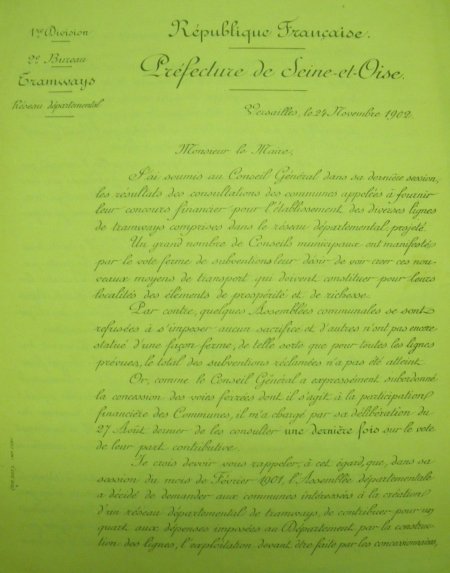 1re Division
2e Bureau
Tramways
Réseau départemental
République Française.
Préfecture de Seine-et-Oise.
Versailles, le 24 Novembre 1902.
Monsieur le Maire,
J'ai soumis au Conseil Général dans sa dernière session,
les résultats des consultations des communes appelées à fournir
leur concours financier pour l'établissement des diverses lignes
de tramways comprises dans le réseau départemental projeté.
Un grand nombre de Conseils municipaux ont manifesté
par le vote ferme de subventions leur désir de voir créer ces nou-
veaux moyens de transport qui doivent constituer pour leurs
localités des éléments de prospérité et de richesse.
Par contre, quelques Assemblées communales se sont
refusées à s'imposer aucun sacrifice et d'autres n'ont pas encore
statué d'une façon ferme, de telle sorte que pour toutes les lignes
prévues, le total des subventions réclamées n'a pas été atteint.
Or, comme le Conseil Général a expressément subordonné
la concession des voies ferrées dont il s'agit à la participation
financière des Communes, il m'a chargé par sa délibération du
27 Août dernier de les consulter une dernière fois sur le vote
de leur part contributive.
Je crois devoir vous rappeler, à cet égard, que, dans sa
session du mois de Février 1901, l'Assemblée départementale
a décidé de demander aux communes intéressées à la création
d'un réseau départemental de tramways, de contribuer pour un
quart aux dépenses imposées au Département par la construc-
tion des lignes, l'exploitation devant être faite par les concessionnaires,